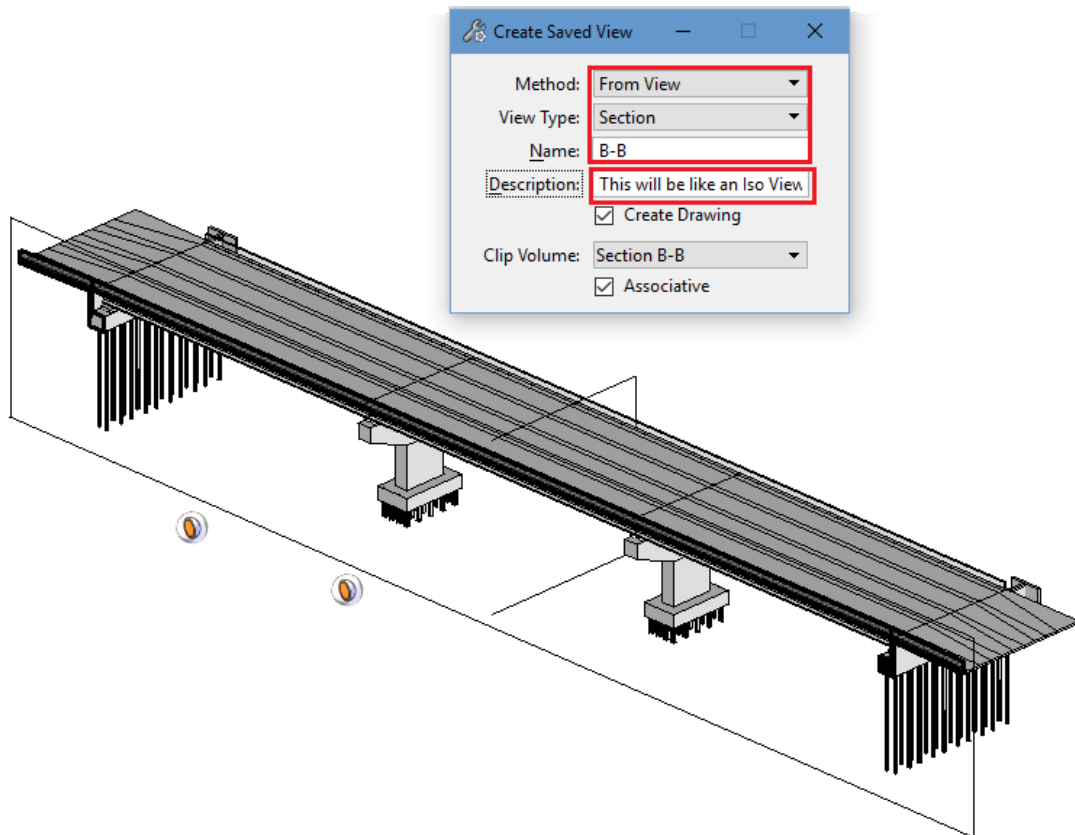 Create Saved View
Method: From View
View Type: Section
Name: B-B
Description: This will be like an Iso View
Create Drawing
Clip Volume: Section B-B
Associative